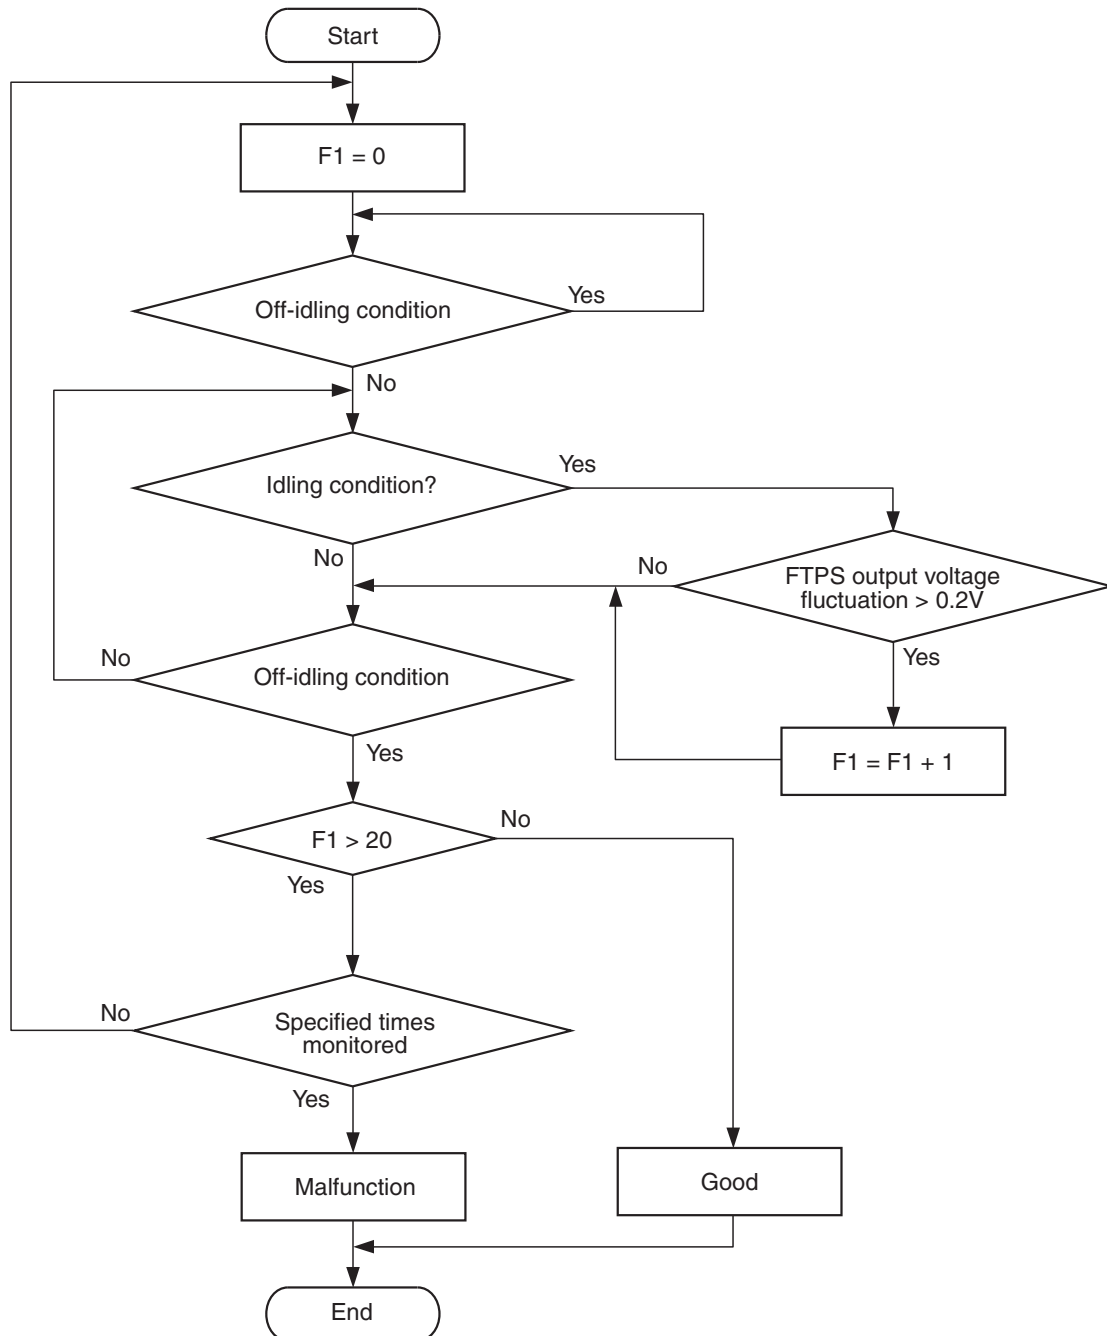 Start
F1 = 0
Off-idling condition
Yes
No
Idling condition?
Yes
No
No
FTPS output voltage
fluctuation > 0.2V
Yes
No
Off-idling condition
Yes
F1 = F1 + 1
F1 > 20
No
Yes
No
Specified times
monitored
Yes
Malfunction
Good
End